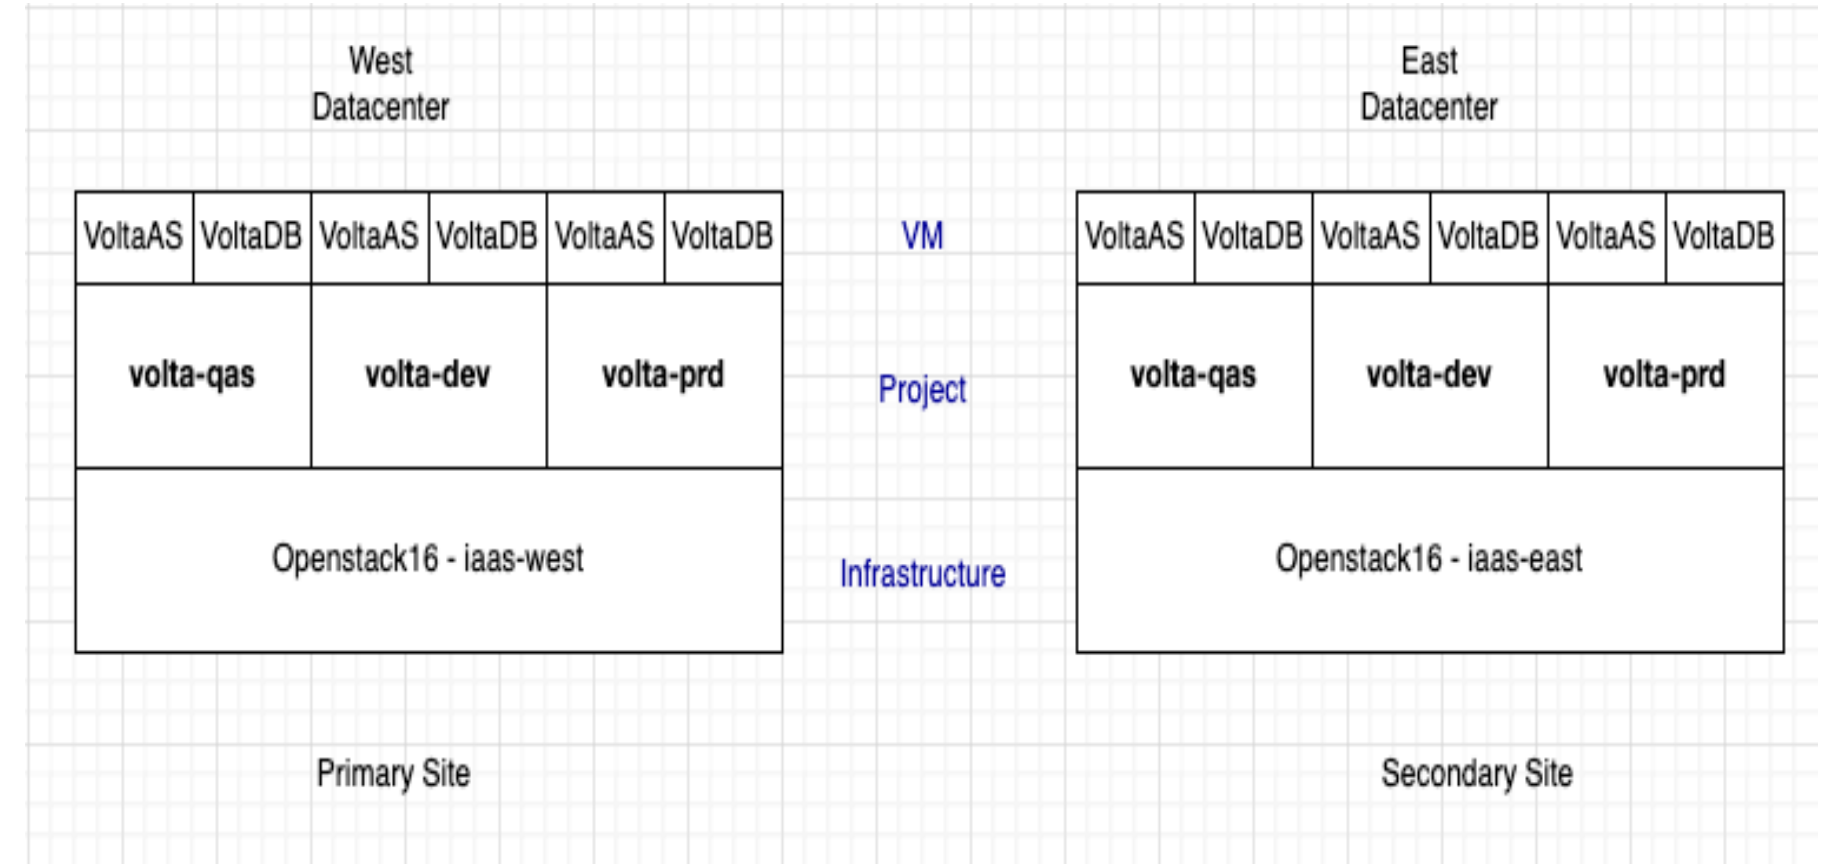 West
Datacenter
East
Datacenter
VoltaAS VoltaDB VoltaAS VoltaDB VoltaAS VoltaDB
VM
VoltaAS VoltaDB VoltaAS VoltaDB VoltaAS VoltaDB
volta-qas volta-dev volta-prd
Project
volta-qas volta-dev volta-prd
Openstack16 - iaas-west
Infrastructure
Openstack16 - iaas-east
Primary Site
Secondary Site